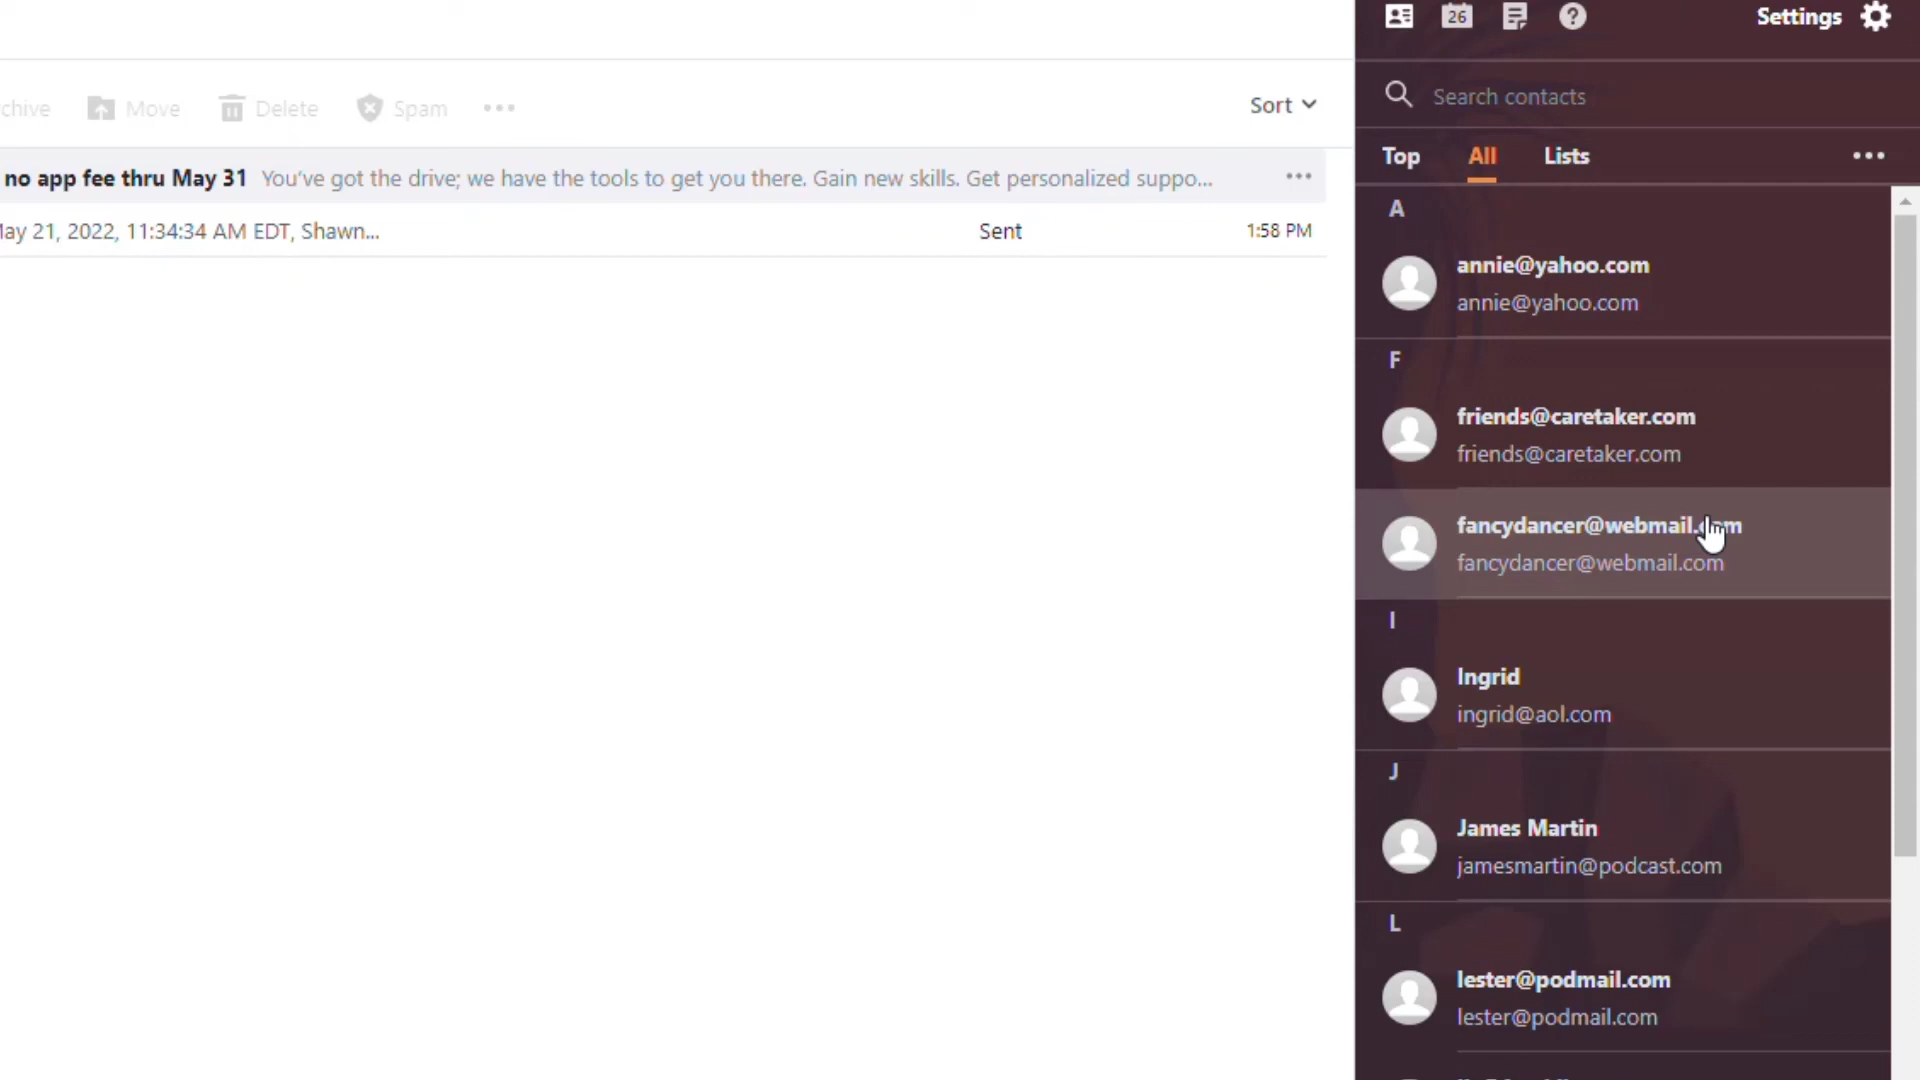 26
Settings
chive
Move
Delete
Spam
Sort
Search contacts
Top
All
Lists
no app fee thru May 31 You've got the drive; we have the tools to get you there. Gain new skills. Get personalized suppo...
May 21, 2022, 11:34:34 AM EDT, Shawn...
Sent
1:58 PM
A
annie@yahoo.com
annie@yahoo.com
F
friends@caretaker.com
friends@caretaker.com
fancydancer@webmail.com
fancydancer@webmail.com
I
Ingrid
ingrid@aol.com
J
James Martin
jamesmartin@podcast.com
L
lester@podmail.com
lester@podmail.com